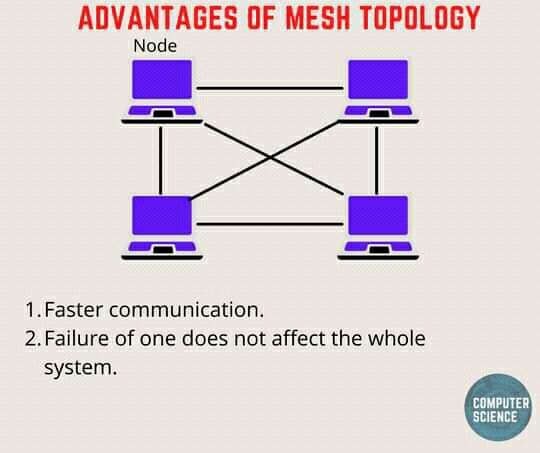 ADVANTAGES OF MESH TOPOLOGY
Node
1. Faster communication.
2. Failure of one does not affect the whole
system.
COMPUTER
SCIENCE